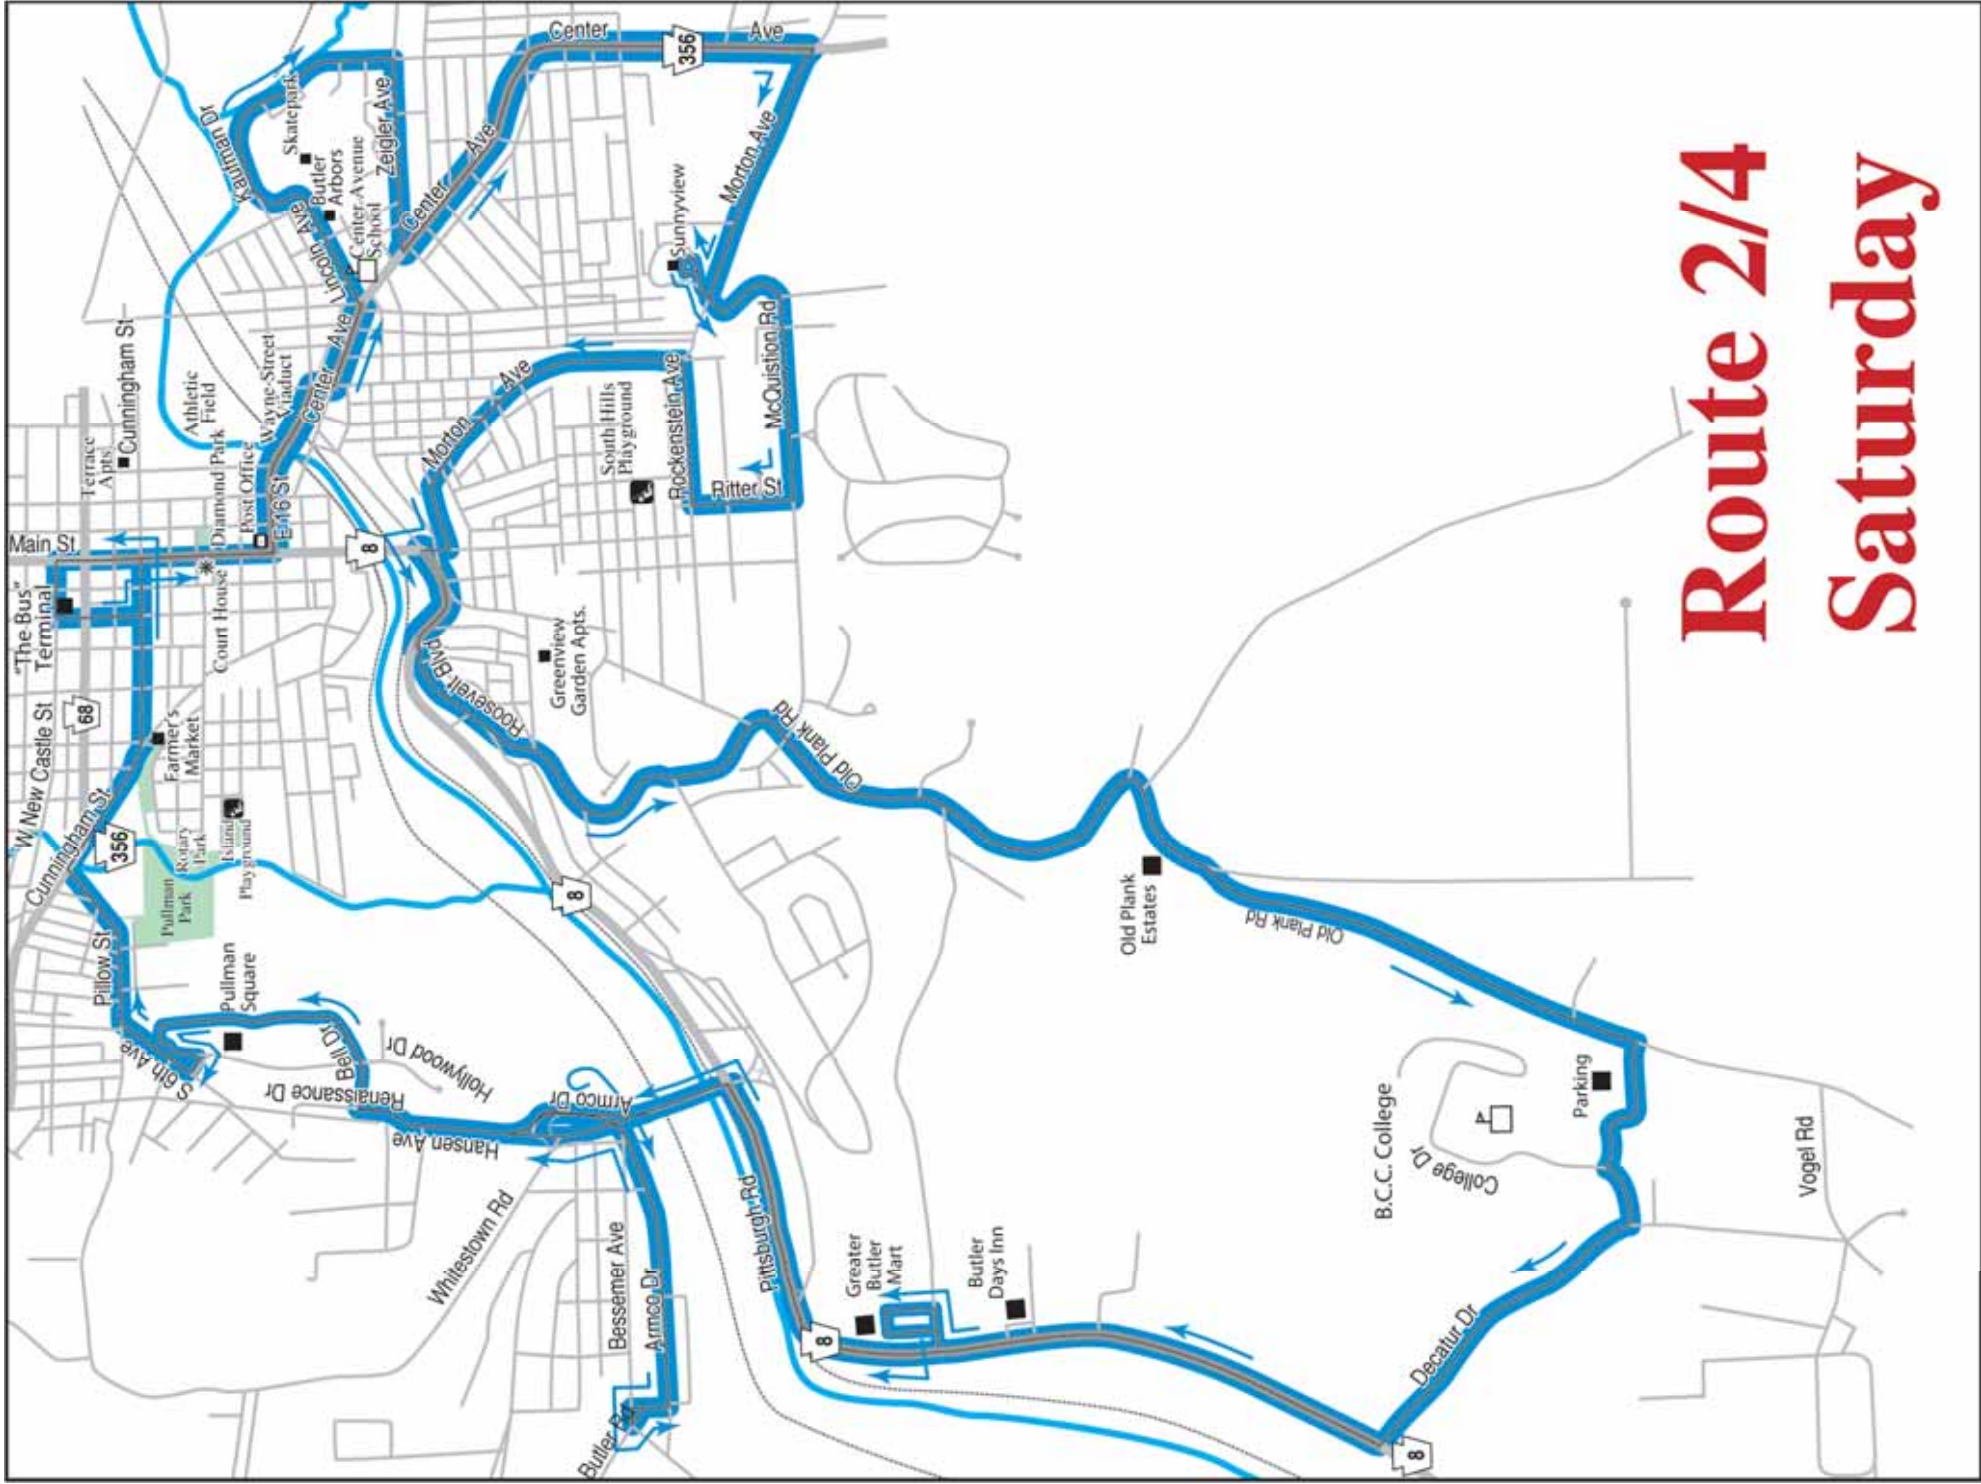 Route 2/4
Saturday
Main St
"The Bus"
Terminal
W New Castle St
68
Cunningham St
356
Pillow St
S 6th Ave
Pullman
Square
Pullman
Park
Rotary
Park
Island
Playground
Farmer's
Market
Court House
Diamond Park
Post Office
E 16 St
Terrace
Apts.
Cunningham St
Athletic
Field
Wayne Street
Viaduct
Center Ave
Lincoln Ave
Kaufman Dr
Skatepark
Butler
Arbors
Center Avenue
School
Zeigler Ave
Center Ave
Center Ave
356
Morton Ave
Sunnyview
McQuistion Rd
Ritter St
Rockenstein Ave
South Hills
Playground
Morton Ave
8
Roosevelt Blvd
Greenview
Garden Apts.
Old Plank Rd
Old Plank
Estates
Old Plank Rd
Parking
B.C.C. College
College Dr
Vogel Rd
Decatur Dr
8
Butler
Days Inn
Greater
Butler
Mart
8
Pittsburgh Rd
8
Armco Dr
Bessemer Ave
Armco Dr
Butler Rd
Whitestown Rd
Hansen Ave
Renaissance Dr
Hollywood Dr
Bell Dr